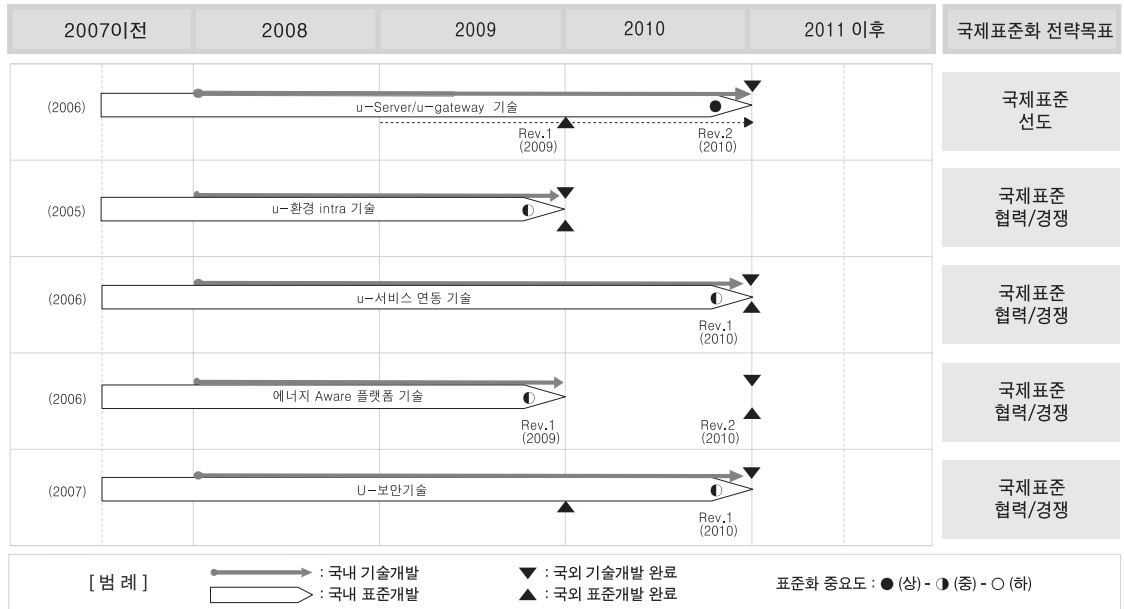 2007이전 2008 2009 2010 2011 이후 국제표준화 전략목표
(2006) u-Server/u-gateway 기술 ●
Rev.1 Rev.2
(2009) (2010)
국제표준
선도
(2005) u-환경 intra 기술 ◐
국제표준
협력/경쟁
(2006) u-서비스 연동 기술 ◐
Rev.1
(2010)
국제표준
협력/경쟁
(2006) 에너지 Aware 플랫폼 기술 ◐
Rev.1 Rev.2
(2009) (2010)
국제표준
협력/경쟁
(2007) U-보안기술 ◐
Rev.1
(2010)
국제표준
협력/경쟁
[범 례] : 국내 기술개발 ▼ : 국외 기술개발 완료
: 국내 표준개발 ▲ : 국외 표준개발 완료
표준화 중요도 : ● (상) - ◑ (중) - ○ (하)